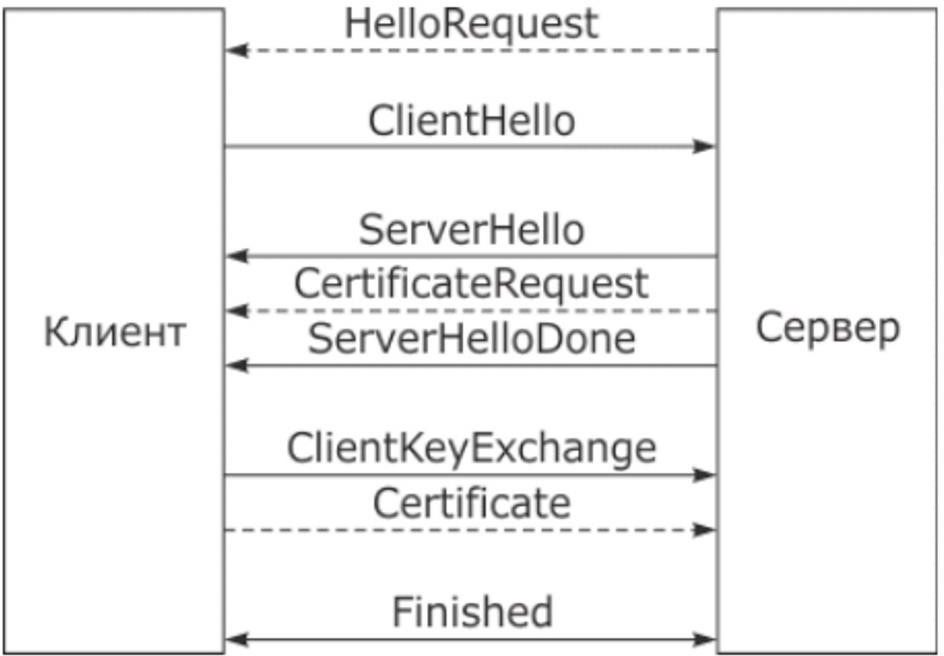 HelloRequest
ClientHello
ServerHello
CertificateRequest
Клиент
ServerHelloDone
Сервер
ClientKeyExchange
Certificate
Finished